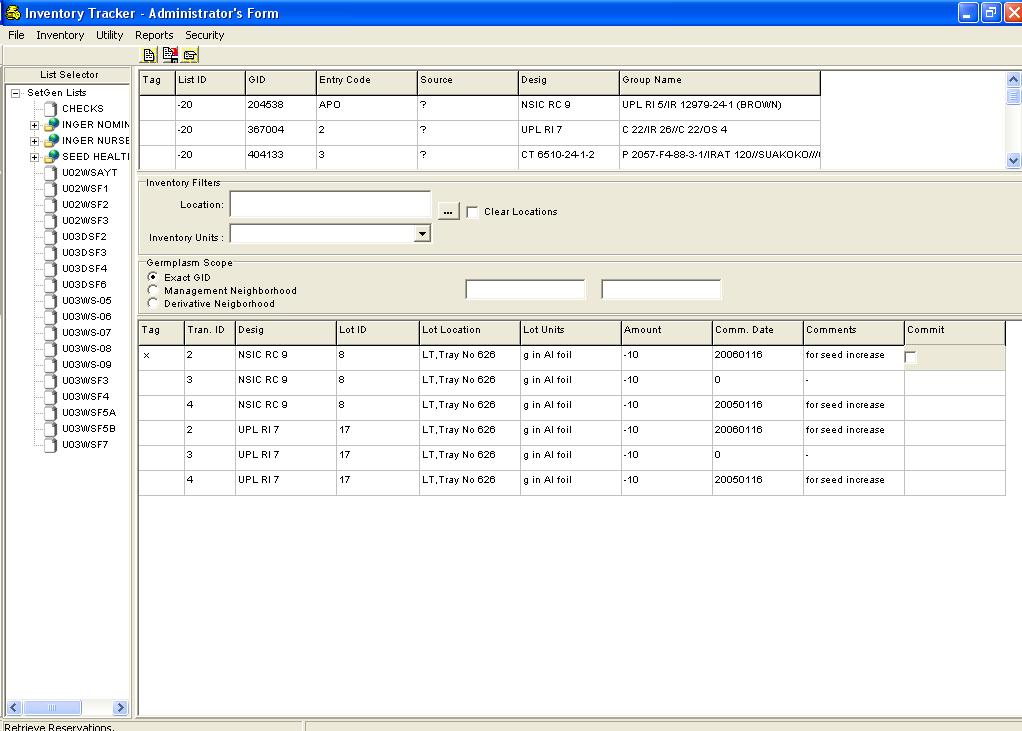 Inventory Tracker - Administrator's Form
File Inventory Utility Reports Security
List Selector
SetGen Lists
CHECKS
INGER NOMIN
INGER NURSE
SEED HEALTI
U02WSAYT
U02WSF1
U02WSF2
U02WSF3
U03DSF2
U03DSF3
U03DSF4
U03DSF6
U03WS-05
U03WS-06
U03WS-07
U03WS-08
U03WS-09
U03WSF3
U03WSF4
U03WSF5A
U03WSF5B
U03WSF7
Tag List ID GID Entry Code Source Desig Group Name
-20 204538 APO ? NSIC RC 9 UPL RI 5/IR 12979-24-1 (BROWN)
-20 367004 2 ? UPL RI 7 C 22/IR 26//C 22/OS 4
-20 404133 3 ? CT 6510-24-1-2 P 2057-F4-88-3-1/IRAT 120//SUAKOKO///
Inventory Filters
Location: ... Clear Locations
Inventory Units :
Germplasm Scope
Exact GID
Management Neighborhood
Derivative Neigborhood
Tag Tran. ID Desig Lot ID Lot Location Lot Units Amount Comm. Date Comments Commit
x 2 NSIC RC 9 8 LT,Tray No 626 g in Al foil -10 20060116 for seed increase
3 NSIC RC 9 8 LT,Tray No 626 g in Al foil -10 0 -
4 NSIC RC 9 8 LT,Tray No 626 g in Al foil -10 20050116 for seed increase
2 UPL RI 7 17 LT,Tray No 626 g in Al foil -10 20060116 for seed increase
3 UPL RI 7 17 LT,Tray No 626 g in Al foil -10 0 -
4 UPL RI 7 17 LT,Tray No 626 g in Al foil -10 20050116 for seed increase
Retrieve Reservations.